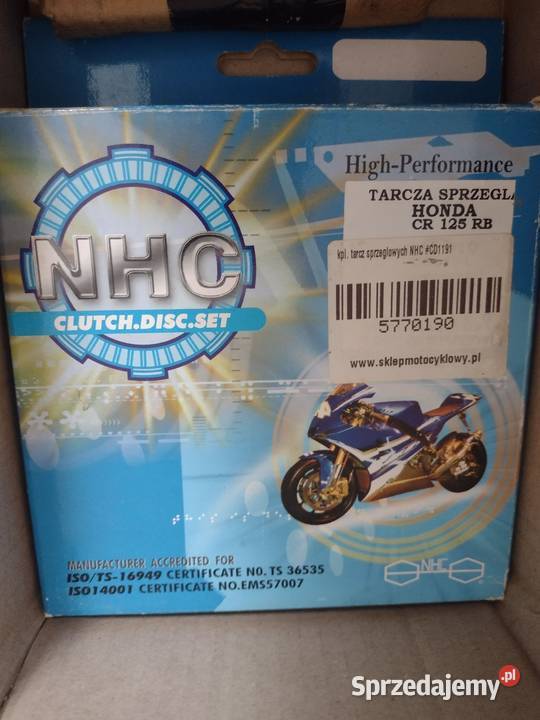 High-Performance
TARCZA SPRZEGLA
HONDA
CR 125 RB
kpl. tarcz sprzęgłowych NHC #CD1191
5770190
www.sklepmotocyklowy.pl
NHC
CLUTCH.DISC.SET
MANUFACTURER ACCREDITED FOR
ISO/TS-16949 CERTIFICATE NO. TS 36535
ISO14001 CERTIFICATE NO.EMS57007
NHC
Sprzedajemy.pl